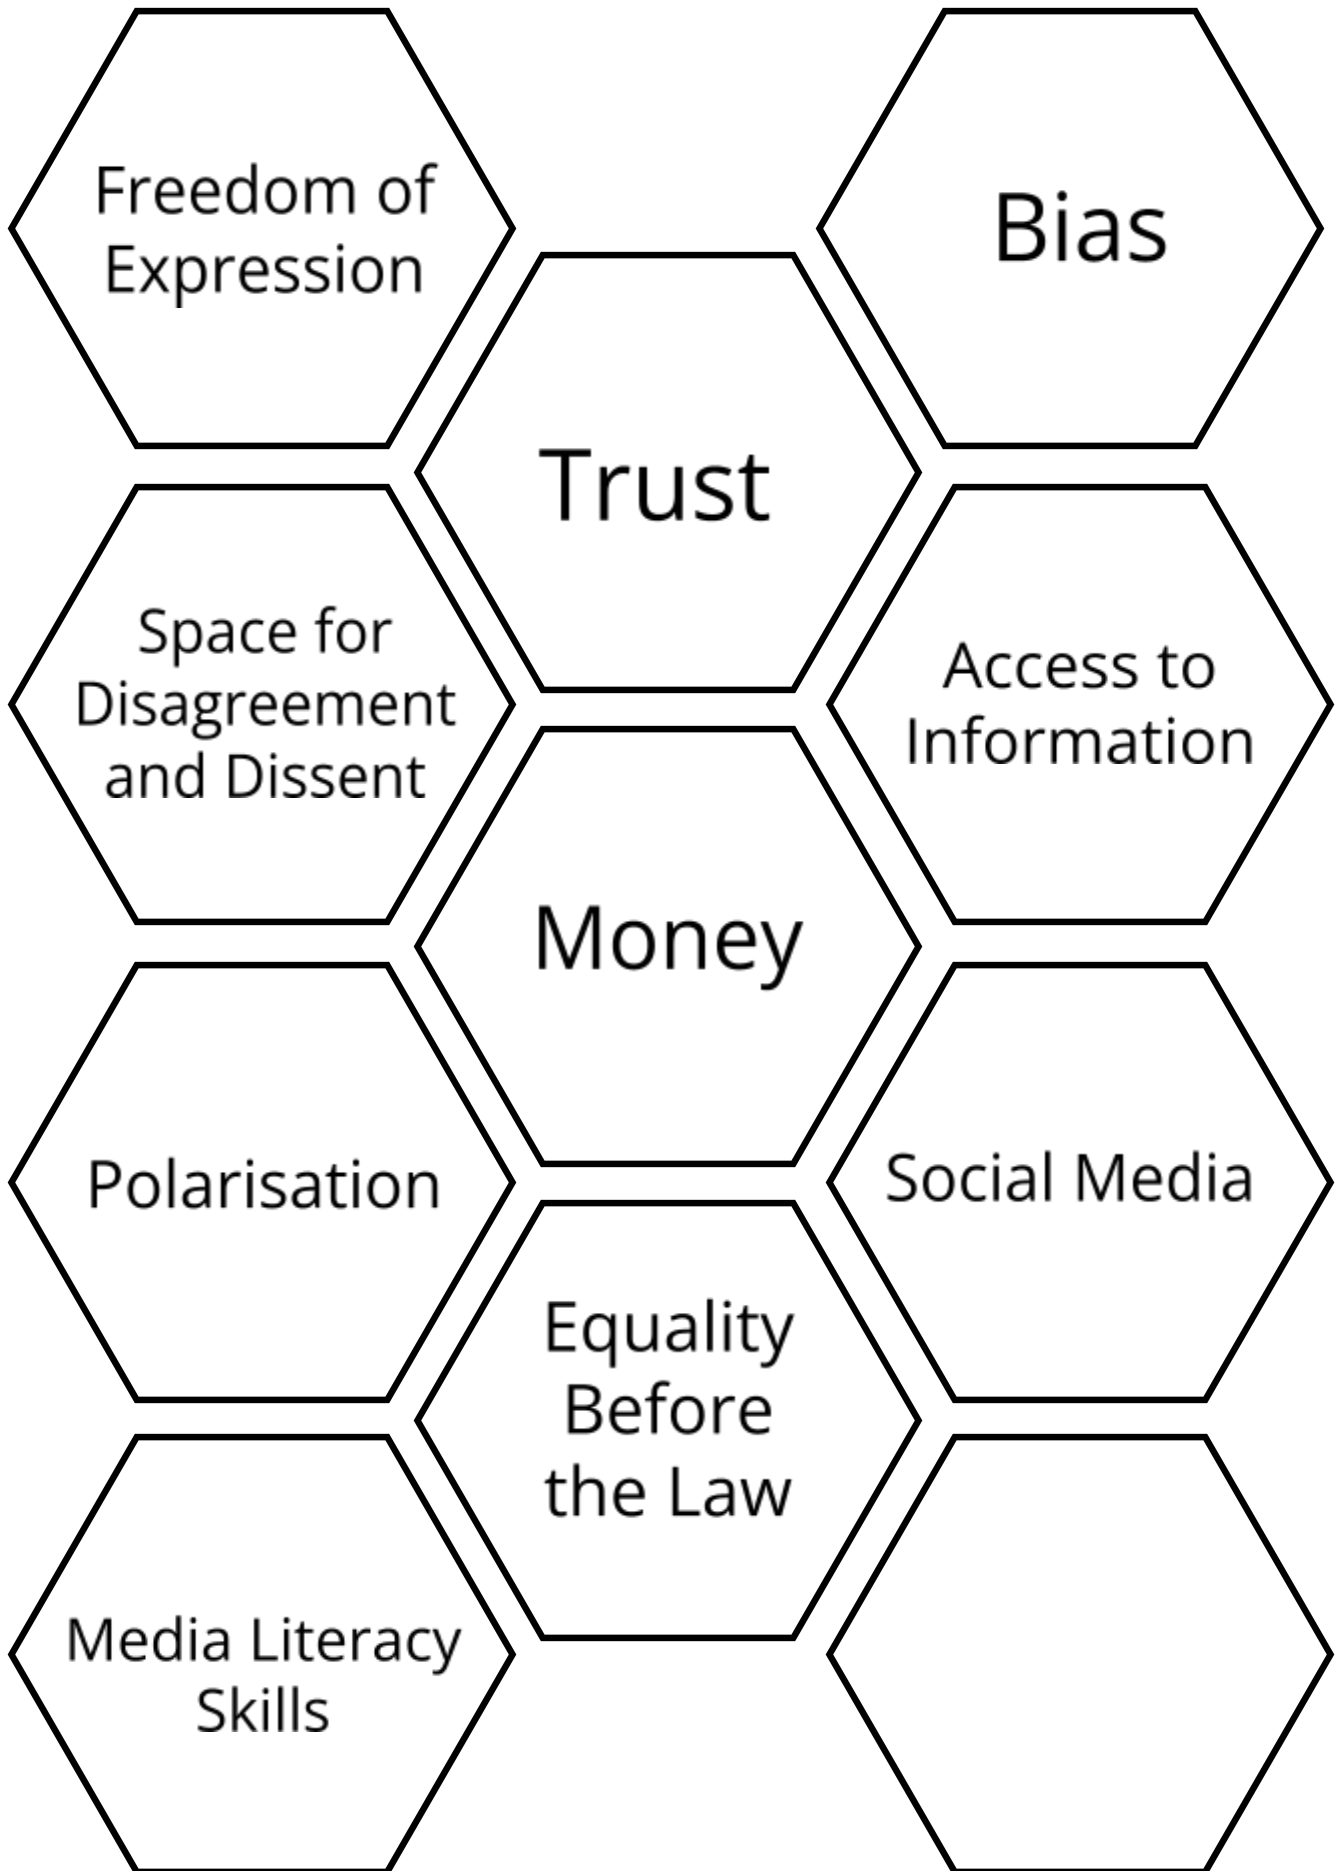 Freedom of
Expression
Bias
Trust
Space for
Disagreement
and Dissent
Access to
Information
Money
Polarisation
Social Media
Equality
Before
the Law
Media Literacy
Skills